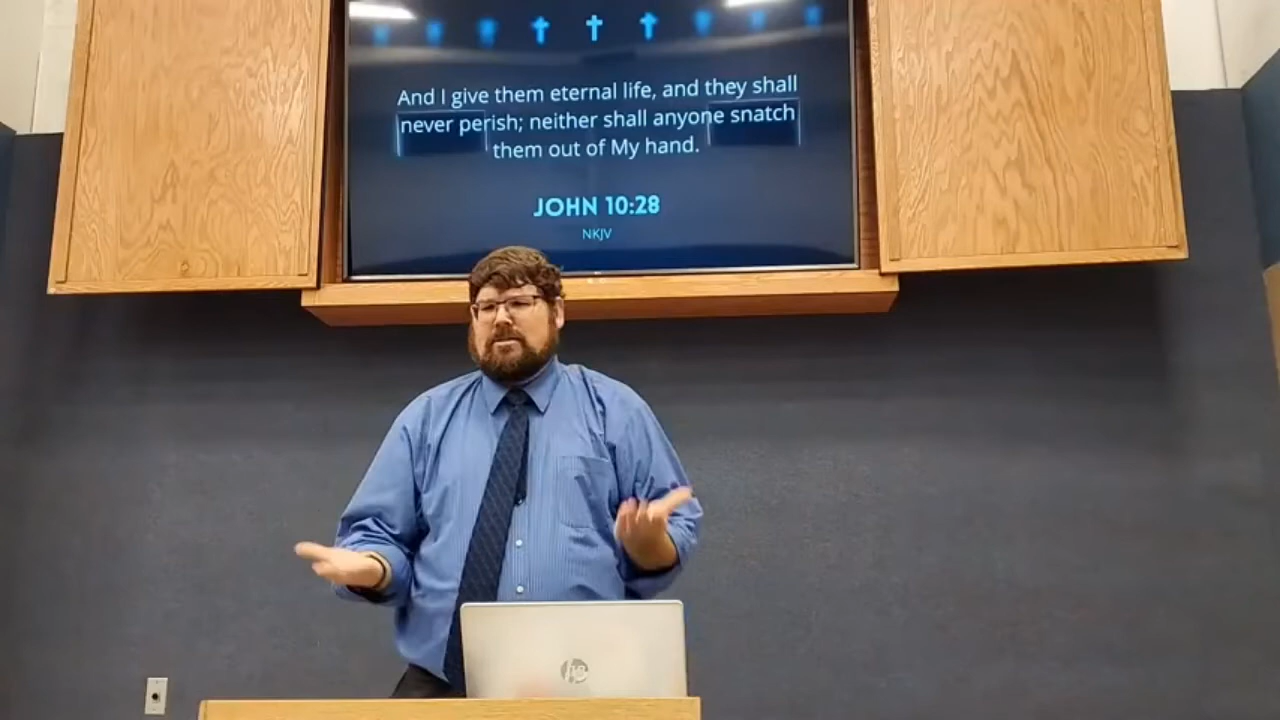 And I give them eternal life, and they shall
never perish; neither shall anyone snatch
them out of My hand.
JOHN 10:28
NKJV
hp